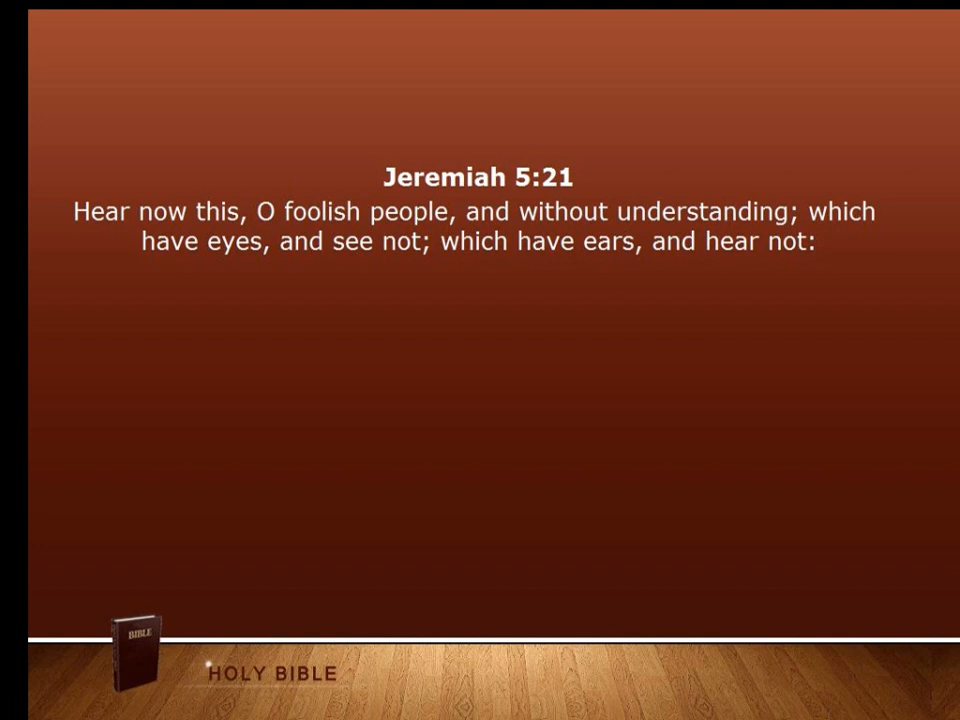 Jeremiah 5:21
Hear now this, O foolish people, and without understanding; which
have eyes, and see not; which have ears, and hear not:
BIBLE
HOLY BIBLE